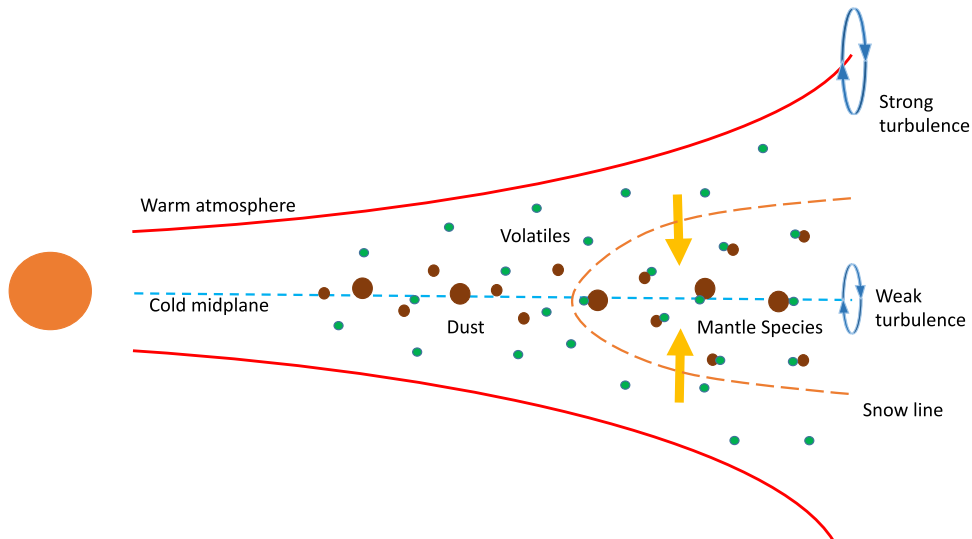 Strong
turbulence
Warm atmosphere
Volatiles
Cold midplane
Dust
Mantle Species
Weak
turbulence
Snow line